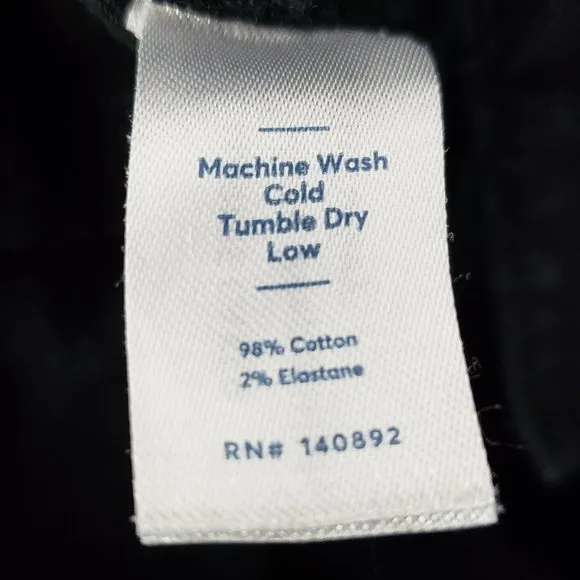 Machine Wash
Cold
Tumble Dry
Low
98% Cotton
2% Elastane
RN# 140892